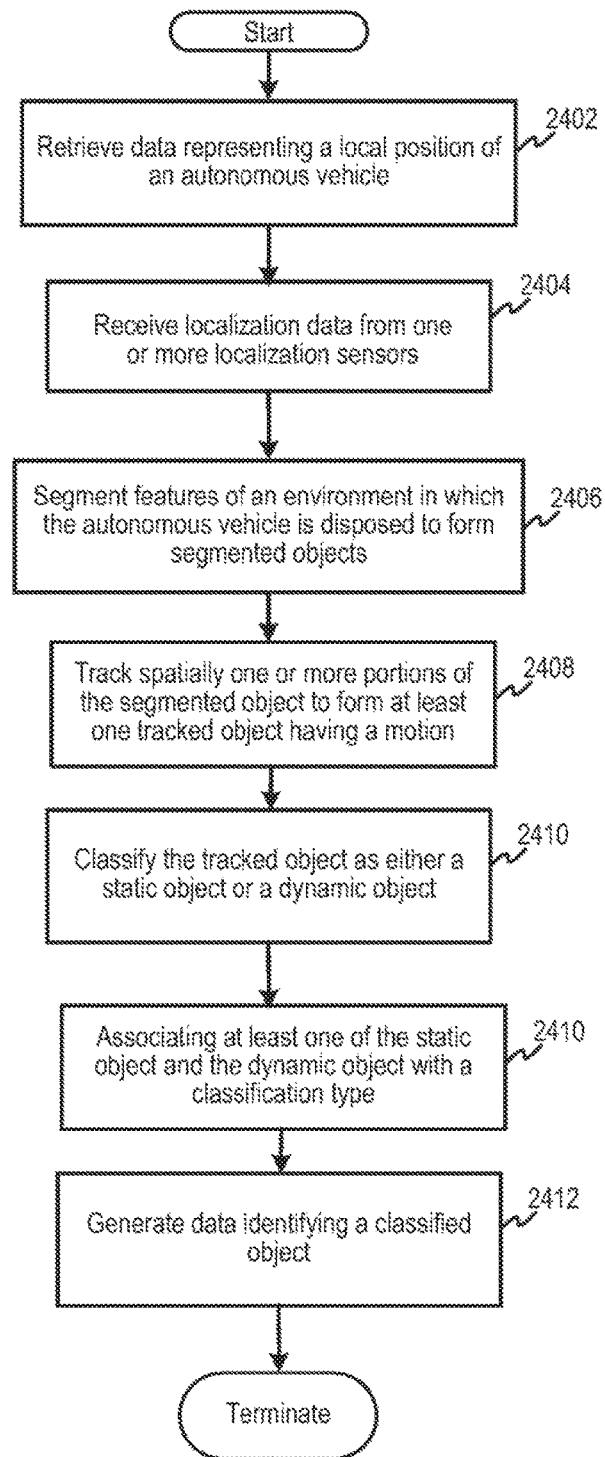 Start
2402
Retrieve data representing a local position of
an autonomous vehicle
2404
Receive localization data from one
or more localization sensors
2406
Segment features of an environment in which
the autonomous vehicle is disposed to form
segmented objects
2408
Track spatially one or more portions of
the segmented object to form at least
one tracked object having a motion
2410
Classify the tracked object as either a
static object or a dynamic object
2410
Associating at least one of the static
object and the dynamic object with a
classification type
2412
Generate data identifying a classified
object
Terminate